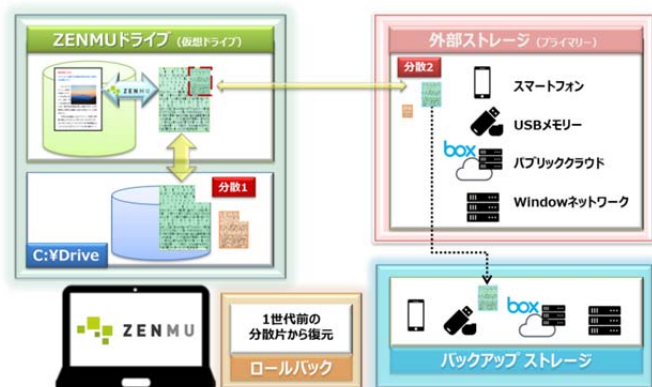 ZENMUドライブ（仮想ドライブ）
ZENMU
分散1
C:¥Drive
外部ストレージ（プライマリー）
分散2
スマートフォン
USBメモリー
box
パブリッククラウド
Windowネットワーク
ZENMU
1世代前の
分散片から復元
ロールバック
box
バックアップ ストレージ